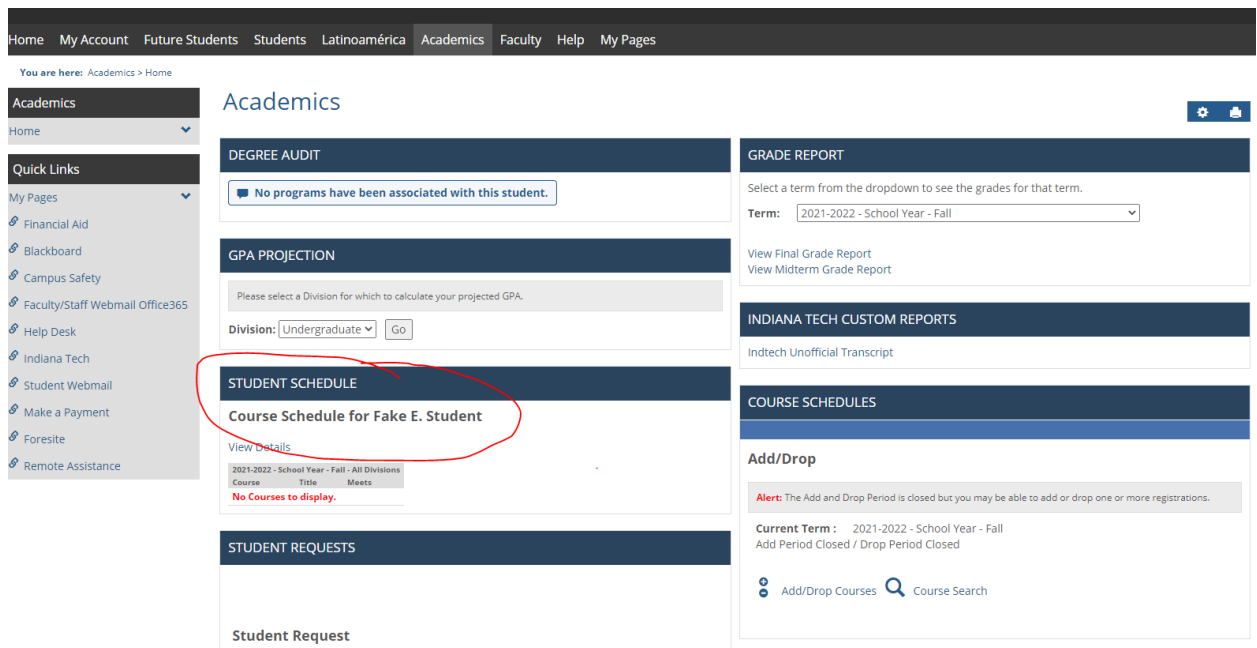 Home My Account Future Students Students Latinoamérica Academics Faculty Help My Pages
You are here: Academics > Home
Academics
Home
Quick Links
My Pages
Financial Aid
Blackboard
Campus Safety
Faculty/Staff Webmail Office365
Help Desk
Indiana Tech
Student Webmail
Make a Payment
Foresite
Remote Assistance
Academics
DEGREE AUDIT
No programs have been associated with this student.
GPA PROJECTION
Please select a Division for which to calculate your projected GPA.
Division: Undergraduate Go
STUDENT SCHEDULE
Course Schedule for Fake E. Student
View Details
2021-2022 - School Year - Fall - All Divisions
Course Title Meets
No Courses to display.
STUDENT REQUESTS
Student Request
GRADE REPORT
Select a term from the dropdown to see the grades for that term.
Term: 2021-2022 - School Year - Fall
View Final Grade Report
View Midterm Grade Report
INDIANA TECH CUSTOM REPORTS
Indtech Unofficial Transcript
COURSE SCHEDULES
Add/Drop
Alert: The Add and Drop Period is closed but you may be able to add or drop one or more registrations.
Current Term : 2021-2022 - School Year - Fall
Add Period Closed / Drop Period Closed
Add/Drop Courses Course Search